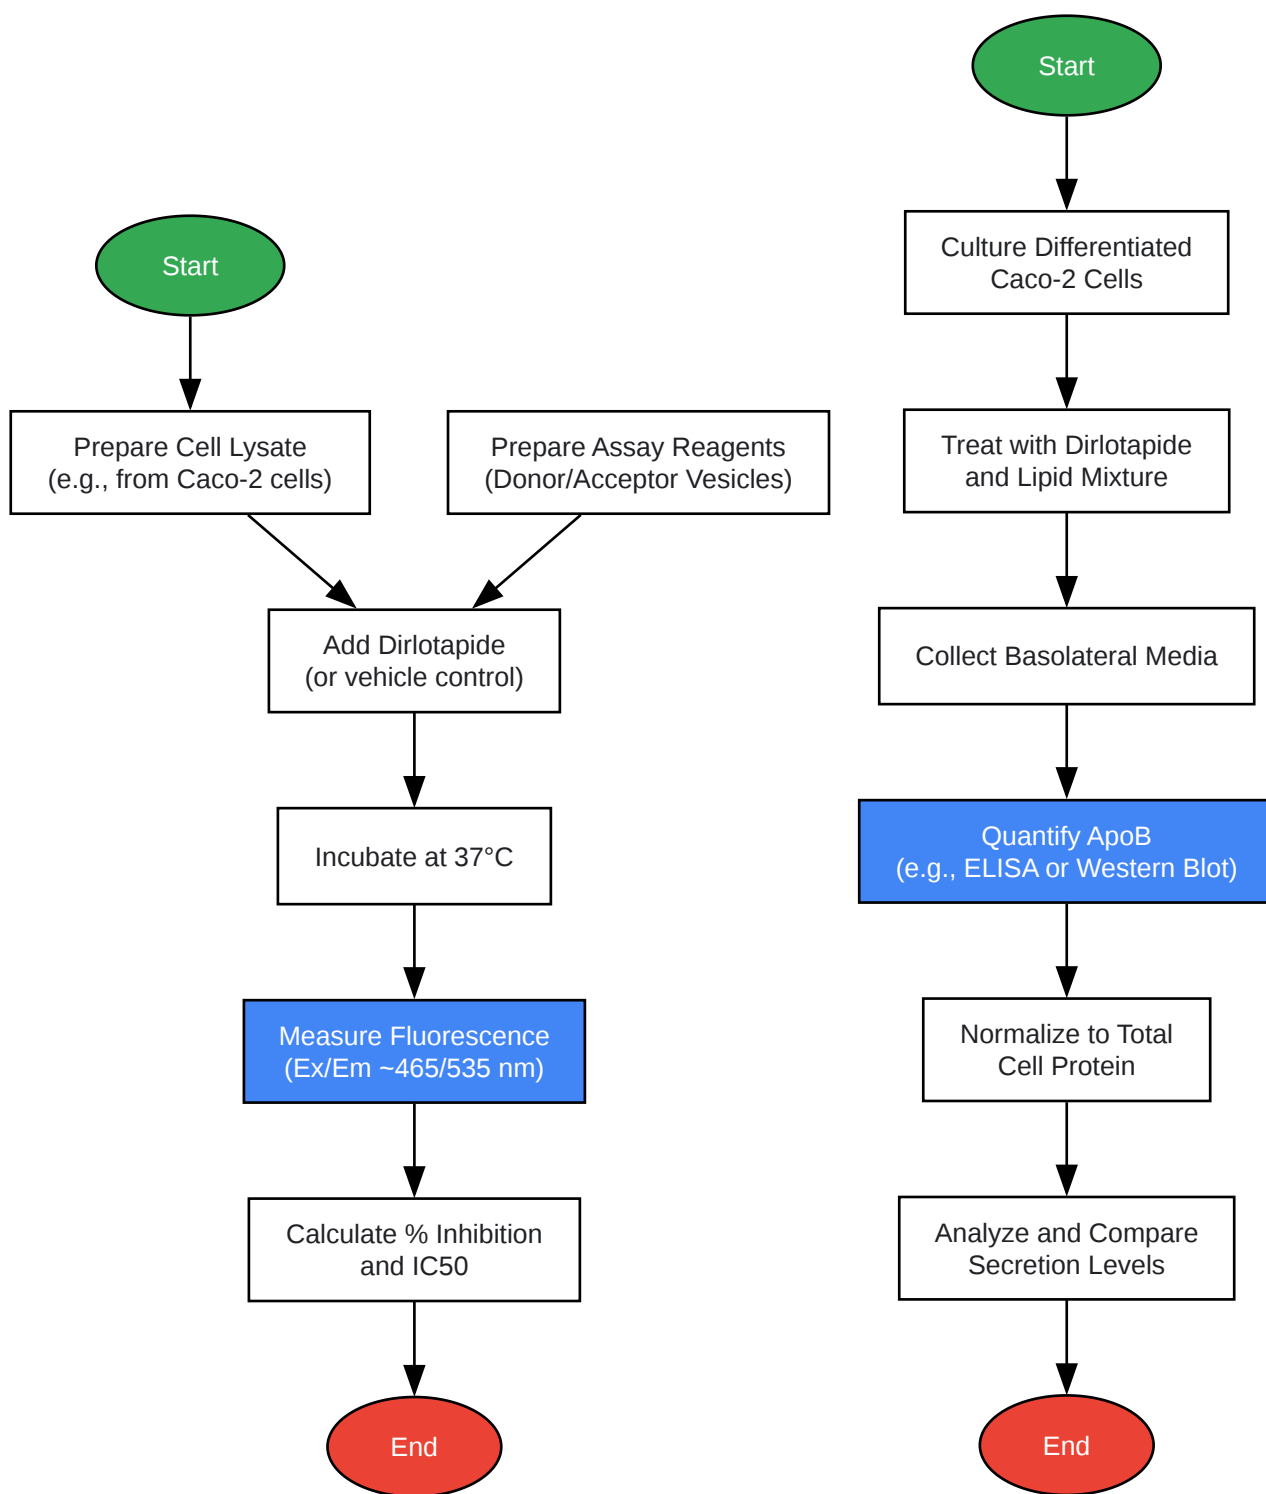 Start
Prepare Cell Lysate
(e.g., from Caco-2 cells)
Prepare Assay Reagents
(Donor/Acceptor Vesicles)
Add Dirlotapide
(or vehicle control)
Incubate at 37°C
Measure Fluorescence
(Ex/Em ~465/535 nm)
Calculate % Inhibition
and IC50
End
Start
Culture Differentiated
Caco-2 Cells
Treat with Dirlotapide
and Lipid Mixture
Collect Basolateral Media
Quantify ApoB
(e.g., ELISA or Western Blot)
Normalize to Total
Cell Protein
Analyze and Compare
Secretion Levels
End